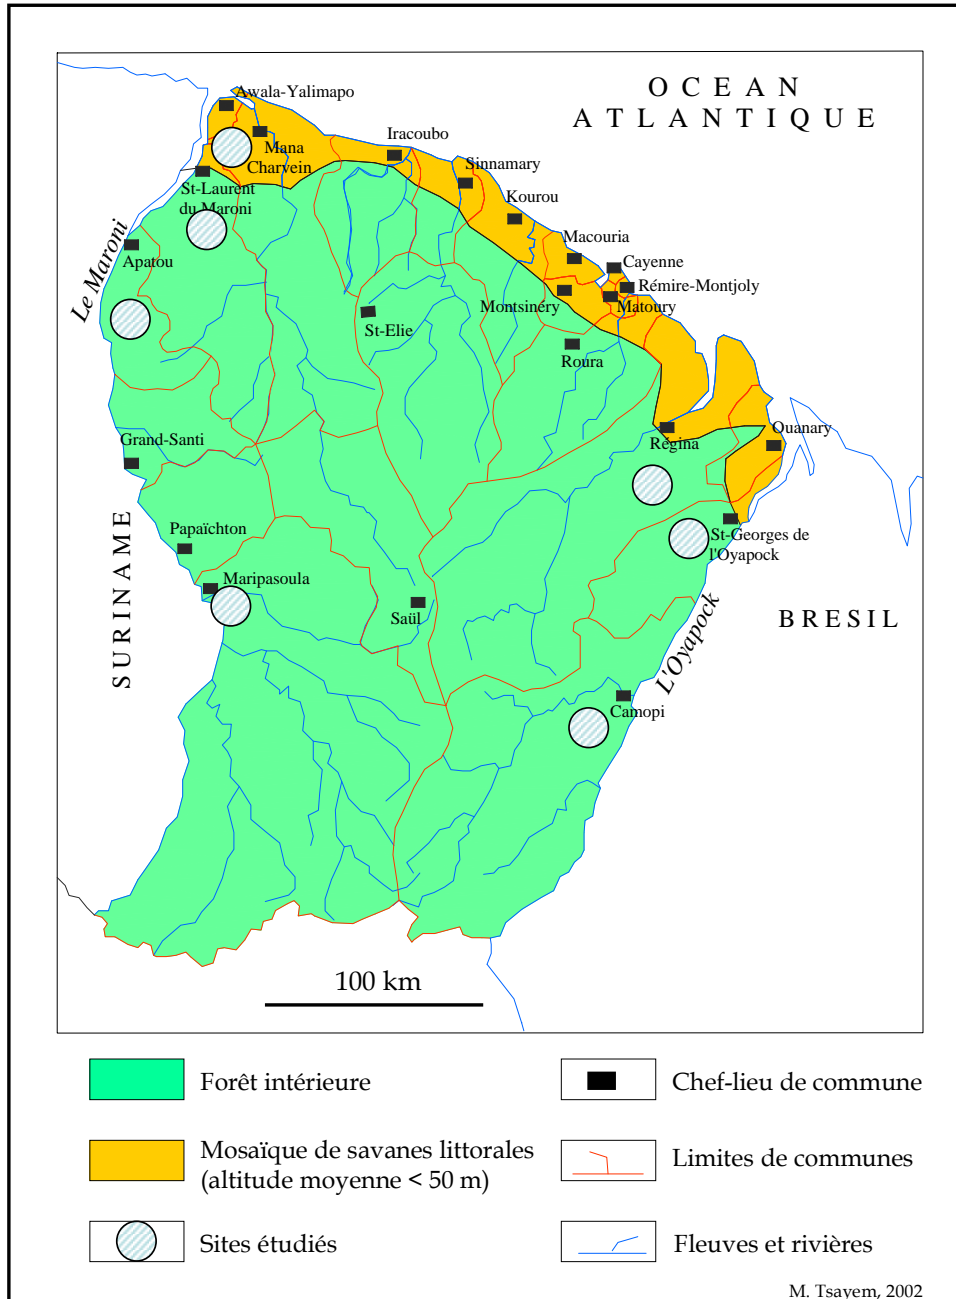 OCEAN
ATLANTIQUE
Awala-Yalimapo
Mana
Charvein
Iracoubo
Sinnamary
St-Laurent
du Maroni
Kourou
Le Maroni
Apatou
Macouria
Cayenne
Rémire-Montjoly
Montsinéry
Matoury
St-Elie
Roura
Grand-Santi
Régina
Ouanary
SURINAME
Papaïchton
St-Georges de
l'Oyapock
Maripasoula
Saül
L'Oyapock
BRESIL
Camopi
100 km
Forêt intérieure
Chef-lieu de commune
Mosaïque de savanes littorales
(altitude moyenne < 50 m)
Limites de communes
Sites étudiés
Fleuves et rivières
M. Tsayem, 2002